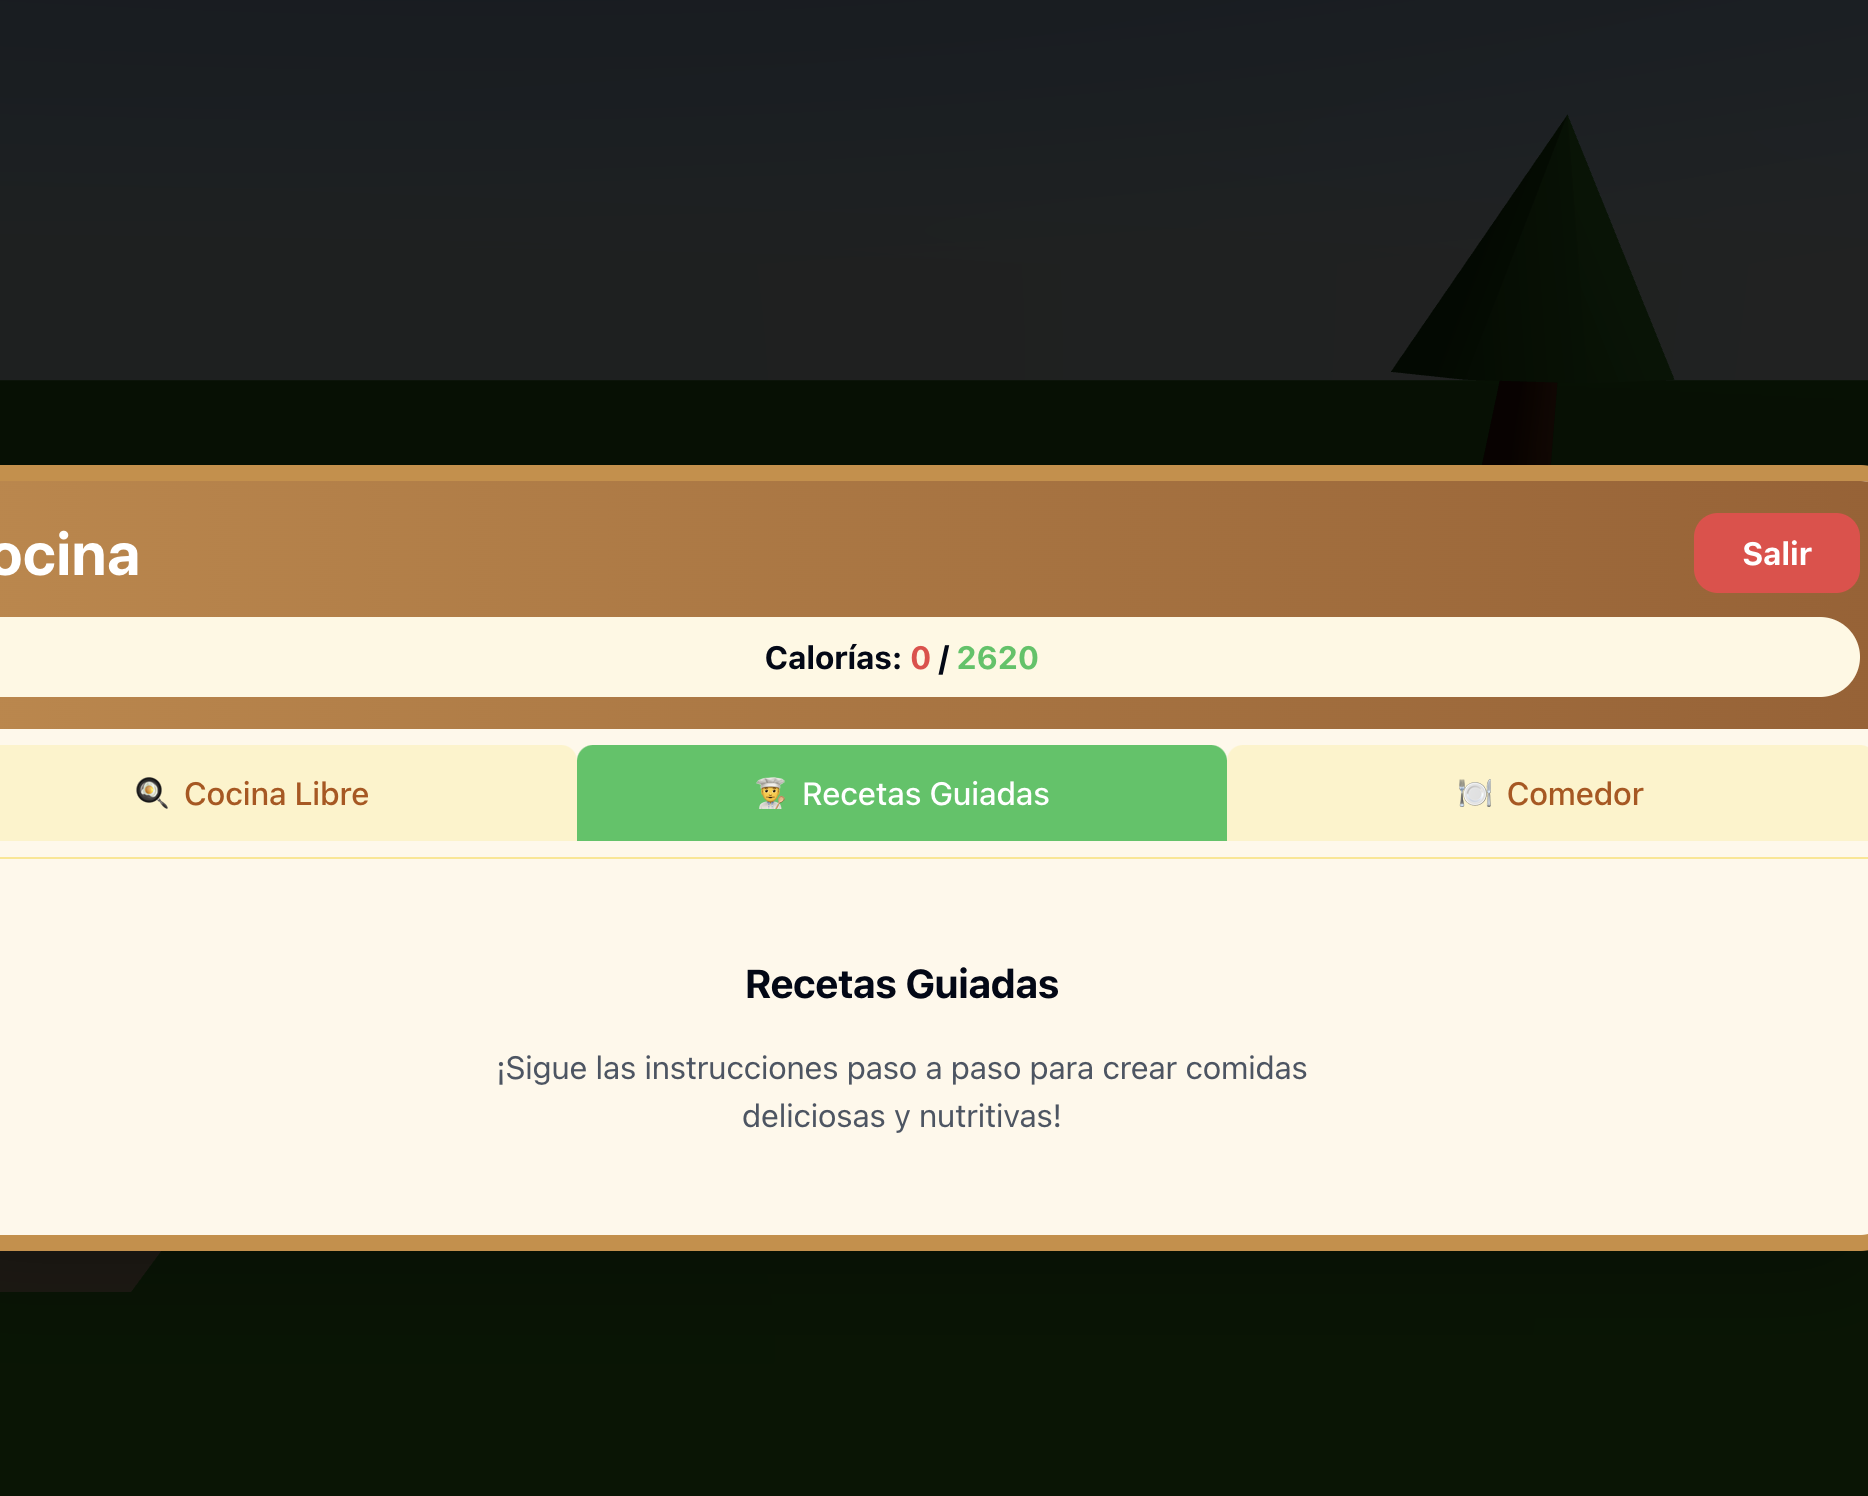 ocina
Salir
Calorías: 0 / 2620
Cocina Libre
Recetas Guiadas
Comedor
Recetas Guiadas
¡Sigue las instrucciones paso a paso para crear comidas
deliciosas y nutritivas!